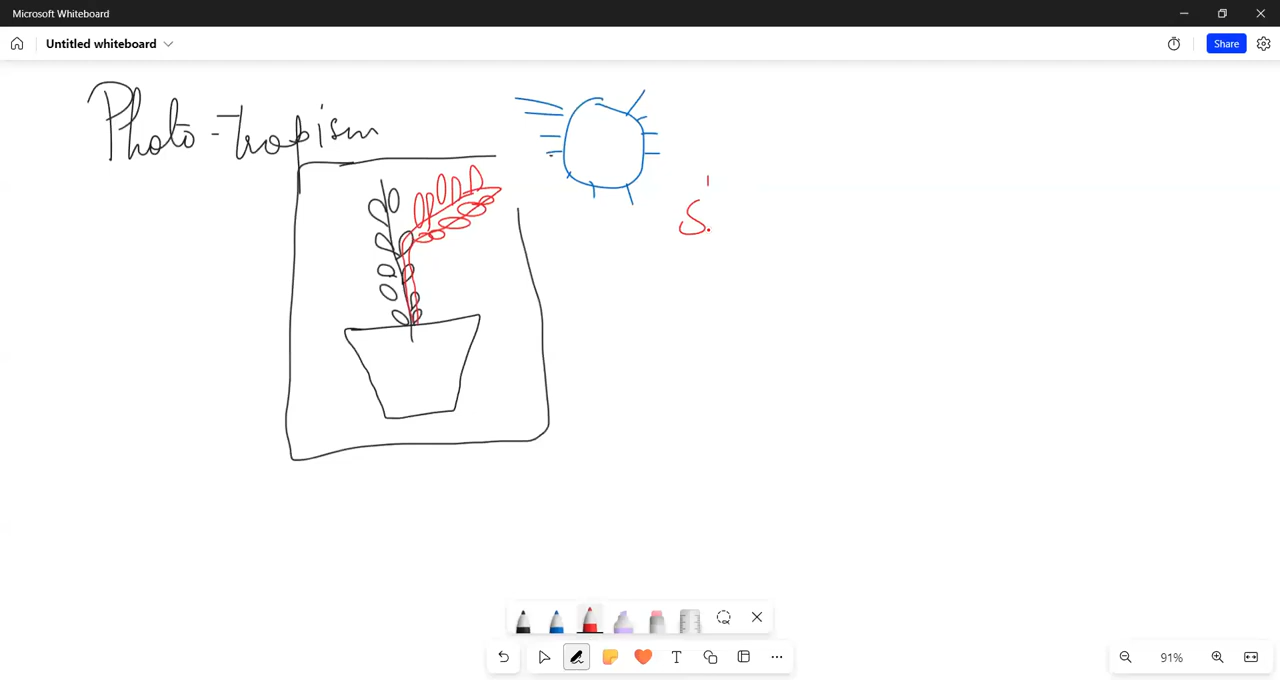 Microsoft Whiteboard
Untitled whiteboard
Share
Photo-tropism
S.
91%